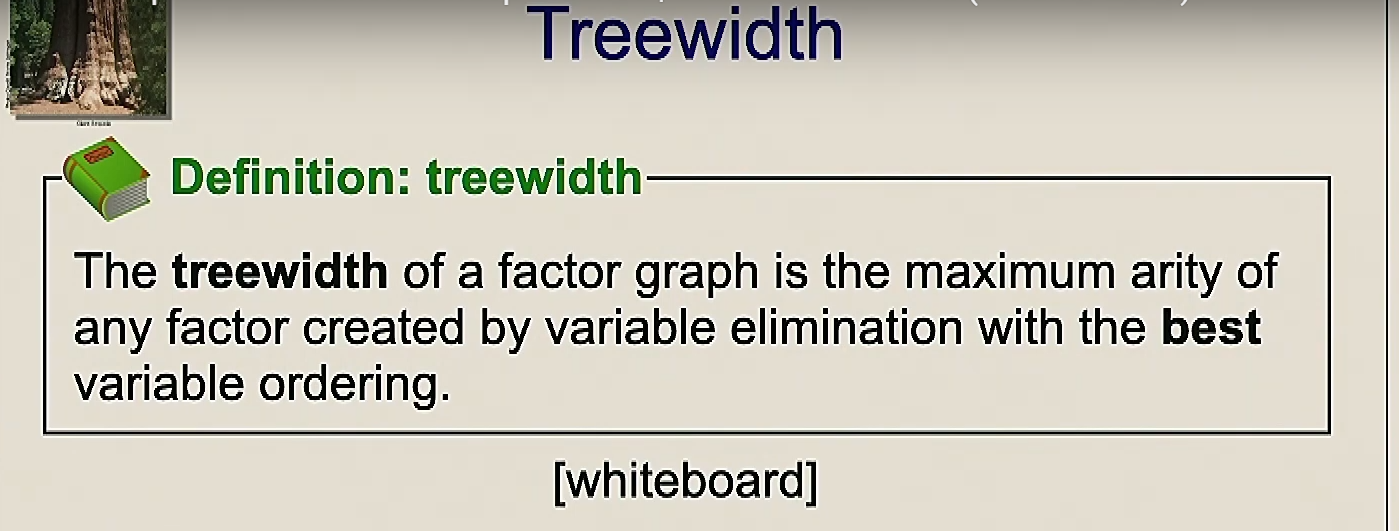 Treewidth
Definition: treewidth
The treewidth of a factor graph is the maximum arity of
any factor created by variable elimination with the best
variable ordering.
[whiteboard]